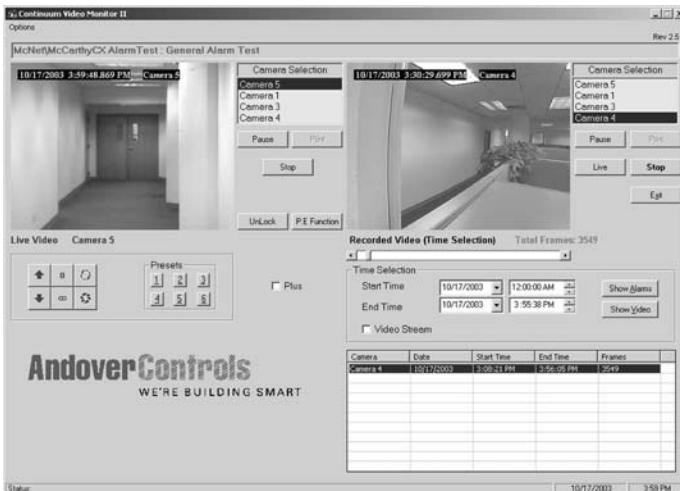 Continuum Video Monitor II
Options
Rev 2.5
McNet\McCarthyCX AlarmTest : General Alarm Test
10/17/2003 3:59:48.869 PM Camera 5
Camera Selection
Camera 5
Camera 1
Camera 3
Camera 4
Pause Print
Stop
UnLock P.E Function
10/17/2003 3:30:29.699 PM Camera 4
Camera Selection
Camera 5
Camera 1
Camera 3
Camera 4
Pause Print
Live Stop
Exit
Live Video Camera 5
Recorded Video (Time Selection) Total Frames: 3549
Presets
1 2 3
4 5 6
Plus
Time Selection
Start Time 10/17/2003 12:00:00 AM Show Alarms
End Time 10/17/2003 3:55:38 PM Show Video
Video Stream
Andover Controls
WE'RE BUILDING SMART
Camera Date Start Time End Time Frames
Camera 4 10/17/2003 3:08:21 PM 3:56:05 PM 3549
Status: 10/17/2003 3:59 PM